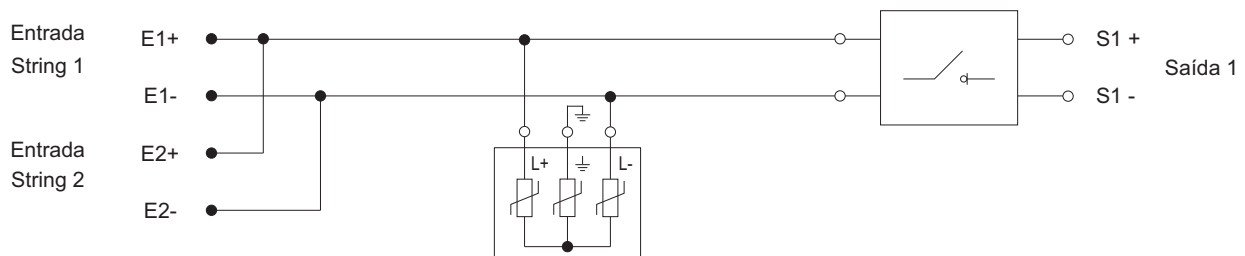 Entrada
String 1
E1+
E1-
Entrada
String 2
E2+
E2-
L+
L-
S1 +
S1 -
Saída 1